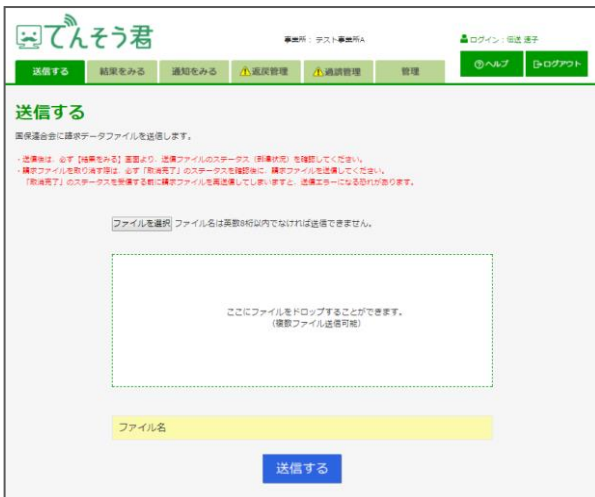 でんそう君
事業所： テスト事業所A
ログイン：伝送 速子
ヘルプ
ログアウト
送信する
結果をみる
通知をみる
返戻管理
過誤管理
管理
送信する
国保連合会に請求データファイルを送信します。
・送信後は、必ず【結果をみる】画面より、送信ファイルのステータス（到達状況）を確認してください。
・請求ファイルを取り消す際は、必ず「取消完了」のステータスを確認後に、請求ファイルを送信してください。
「取消完了」のステータスを受信する前に請求ファイルを再送信してしまいますと、送信エラーになる恐れがあります。
ファイルを選択 ファイル名は英数8桁以内でなければ送信できません。
ここにファイルをドロップすることができます。
（複数ファイル送信可能）
ファイル名
送信する